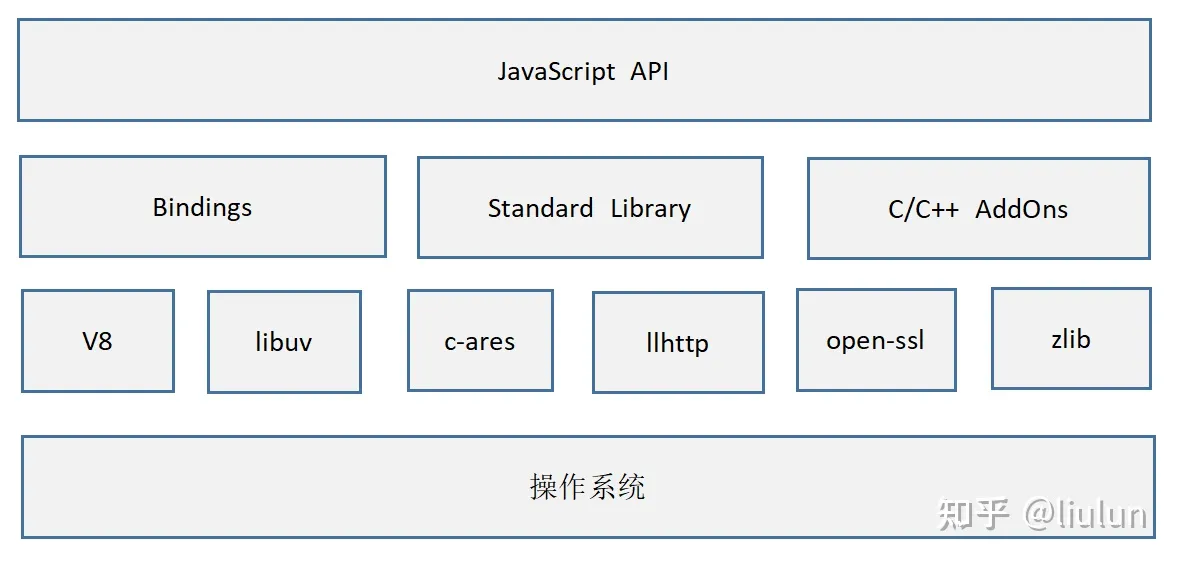 JavaScript API
Bindings
Standard Library
C/C++ AddOns
V8
libuv
c-ares
llhttp
open-ssl
zlib
操作系统
知乎 @liulun